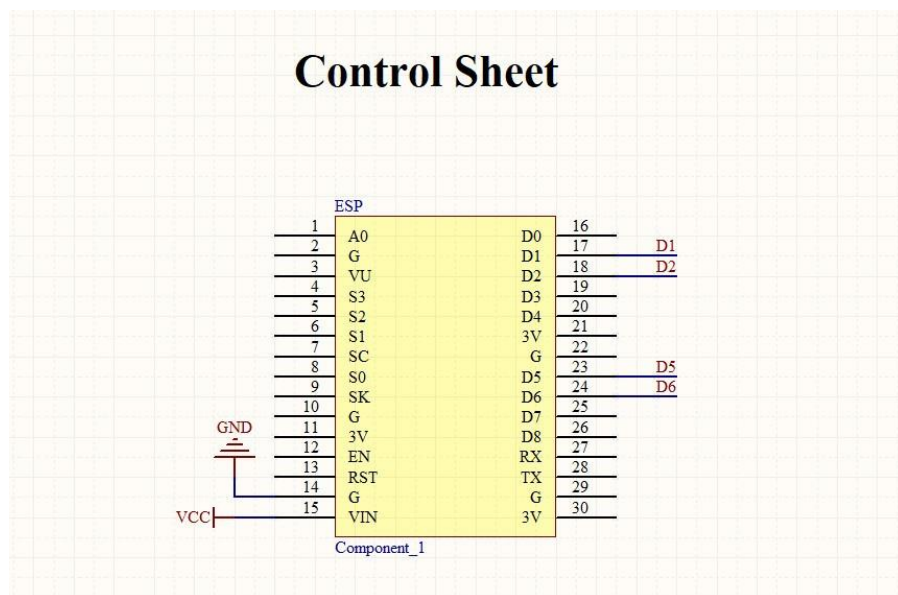 Control Sheet
ESP
1 A0 D0 16
2 G D1 17 D1
3 VU D2 18 D2
4 S3 D3 19
5 S2 D4 20
6 S1 3V 21
7 SC G 22
8 S0 D5 23 D5
9 SK D6 24 D6
10 G D7 25
GND 11 3V D8 26
12 EN RX 27
13 RST TX 28
14 G G 29
VCC 15 VIN 3V 30
Component_1